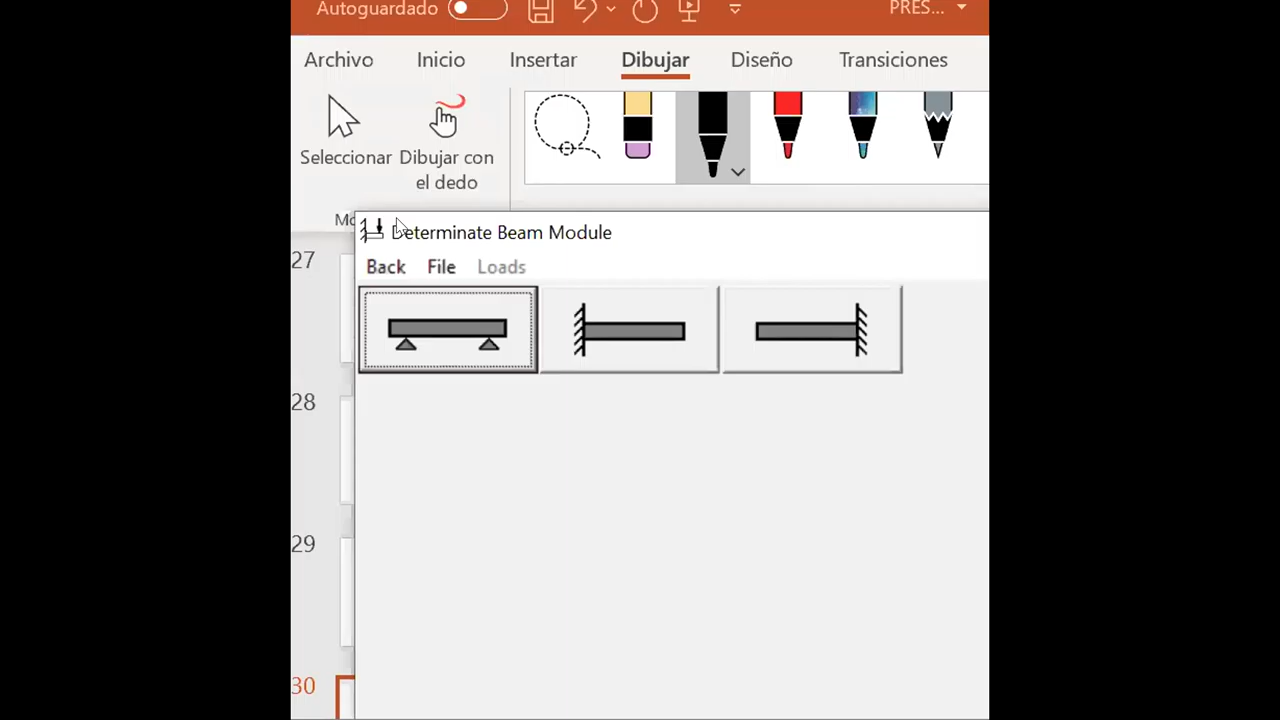 Autoguardado PRES...
Archivo Inicio Insertar Dibujar Diseño Transiciones
Seleccionar Dibujar con
el dedo
Determinate Beam Module
Back File Loads
27
28
29
30